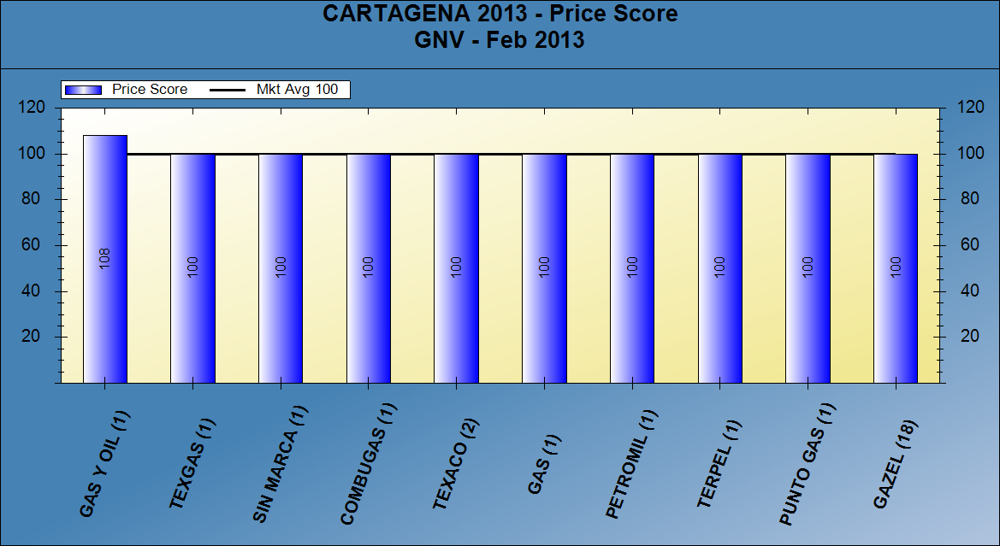 CARTAGENA 2013 - Price Score
GNV - Feb 2013
Price Score Mkt Avg 100
120 120
100 100
80 80
60 60
40 40
20 20
108 100 100 100 100 100 100 100 100 100
GAS Y OIL (1)
TEXGAS (1)
SIN MARCA (1)
COMBUGAS (1)
TEXACO (2)
GAS (1)
PETROMIL (1)
TERPEL (1)
PUNTO GAS (1)
GAZEL (18)